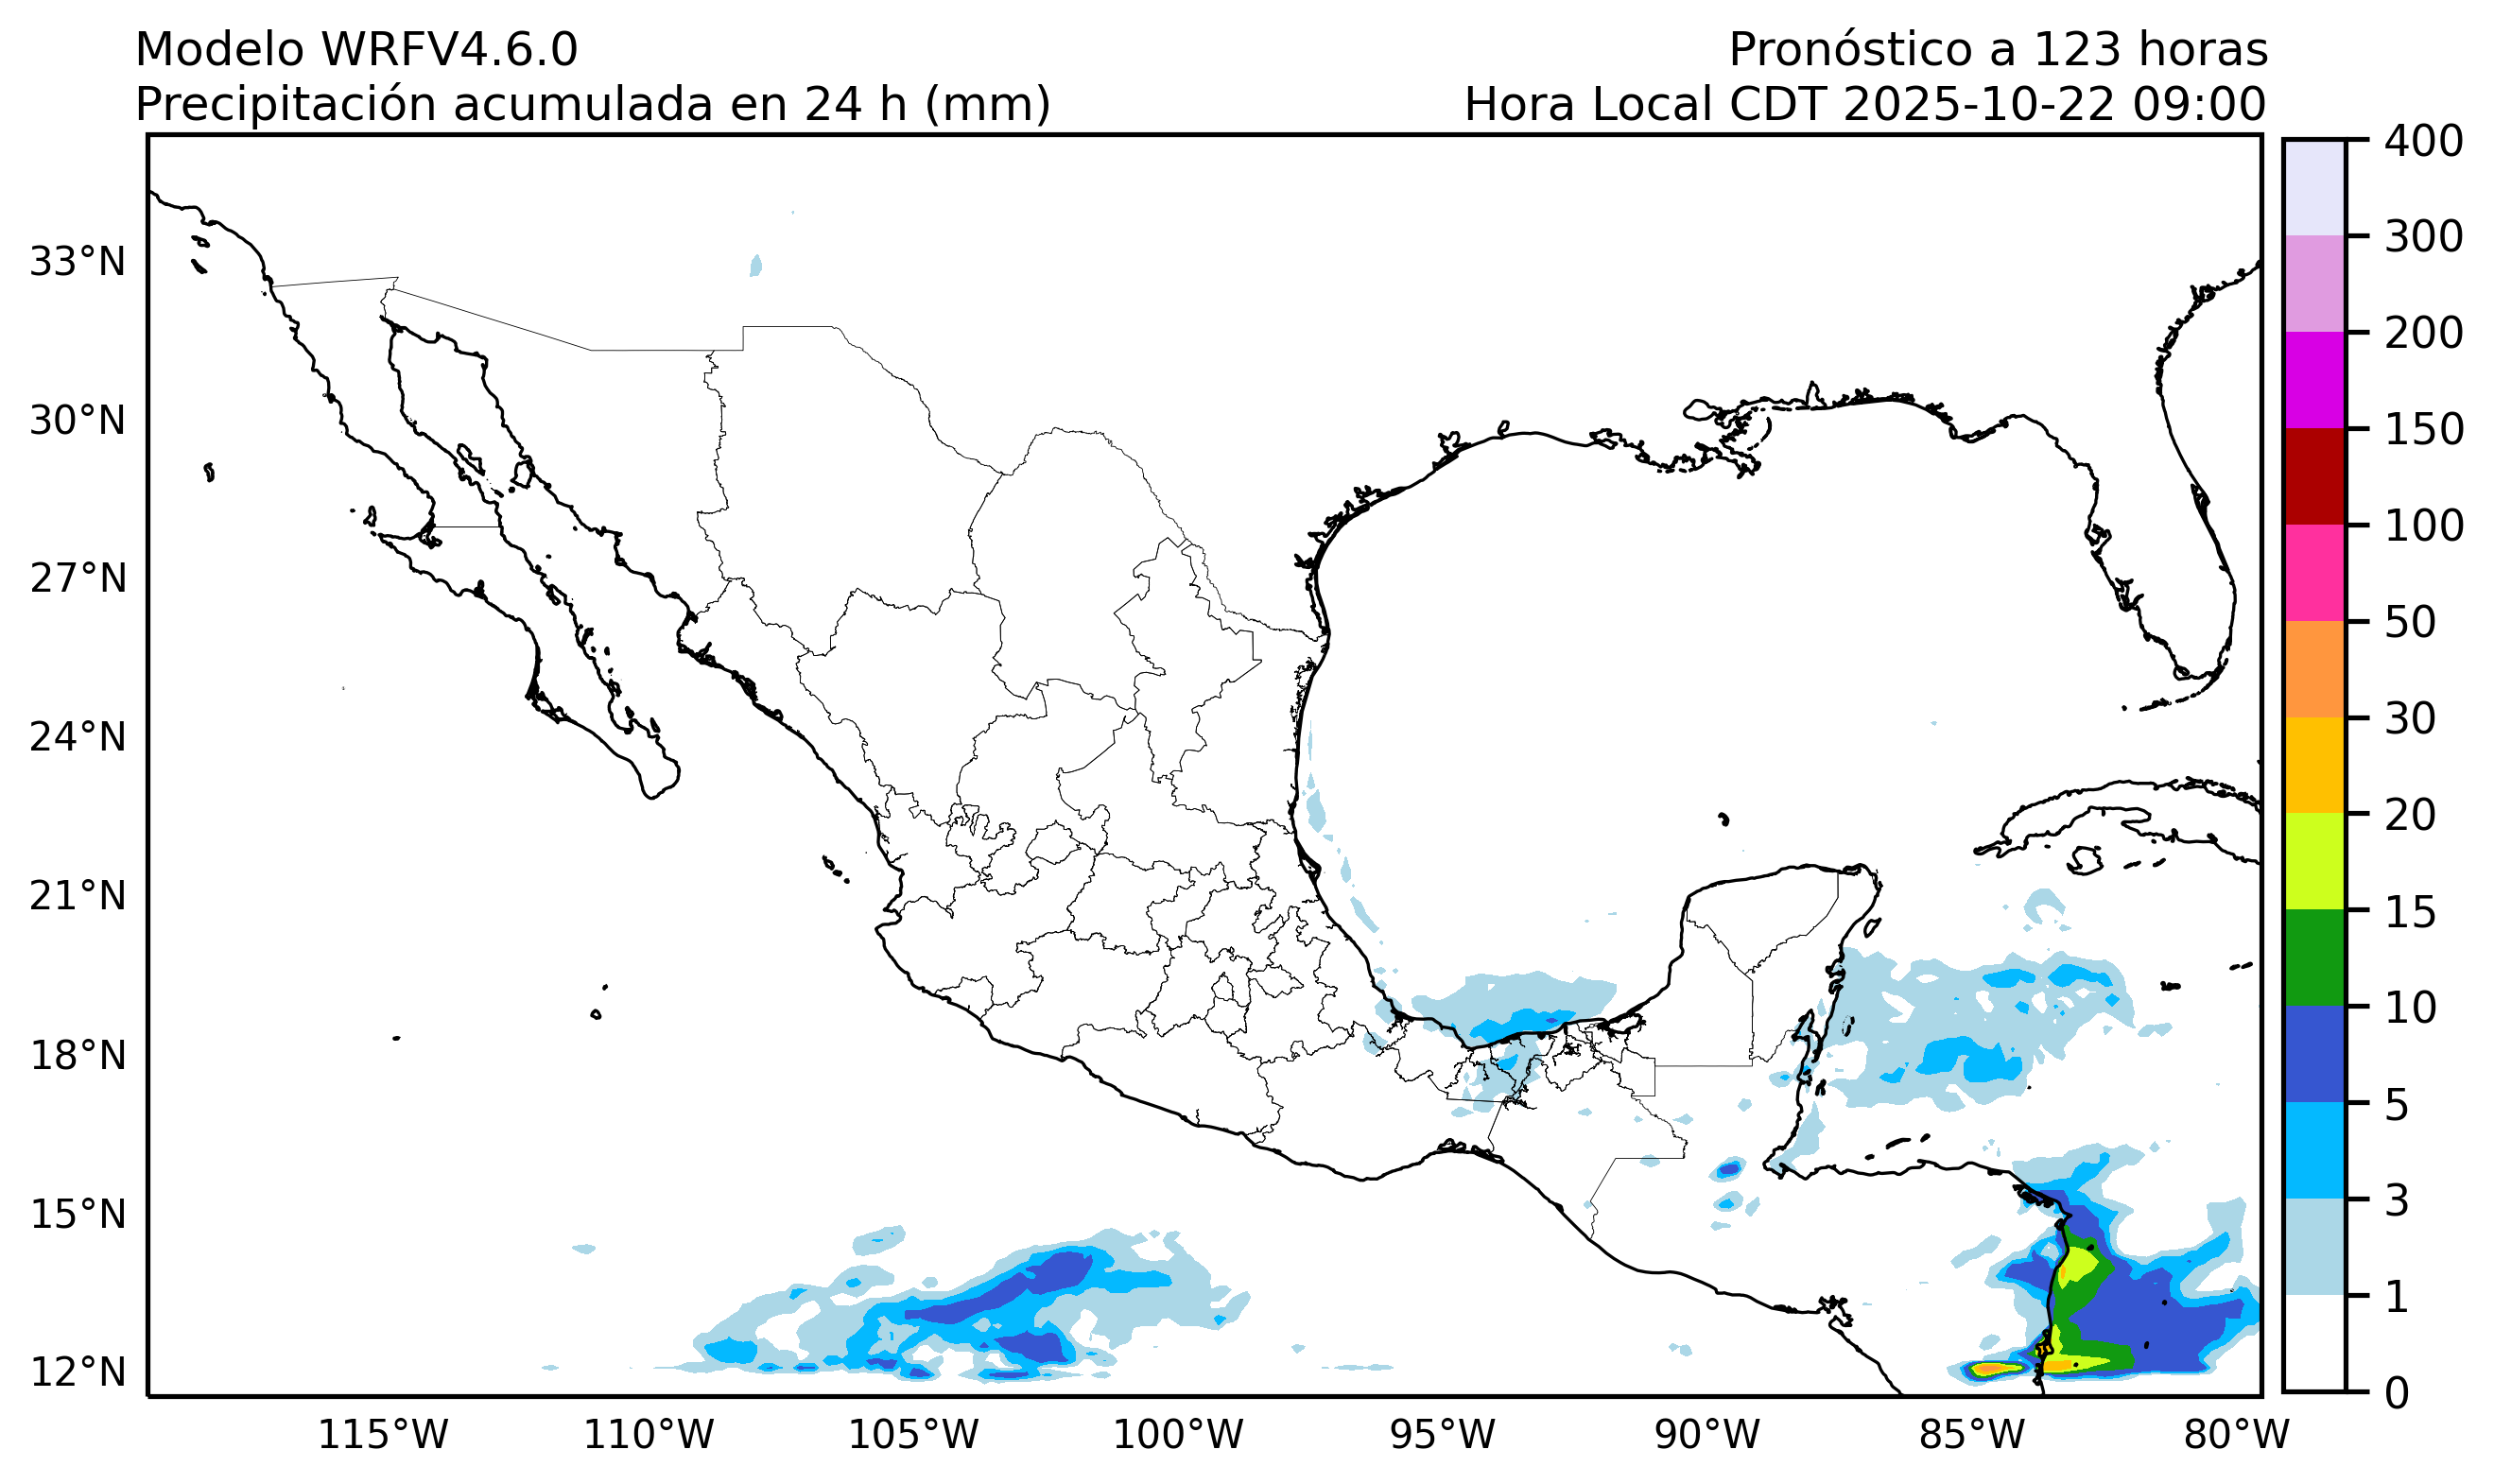 Modelo WRFV4.6.0
Pronóstico a 123 horas
Precipitación acumulada en 24 h (mm)
Hora Local CDT 2025-10-22 09:00
33°N
30°N
27°N
24°N
21°N
18°N
15°N
12°N
115°W
110°W
105°W
100°W
95°W
90°W
85°W
80°W
400
300
200
150
100
50
30
20
15
10
5
3
1
0